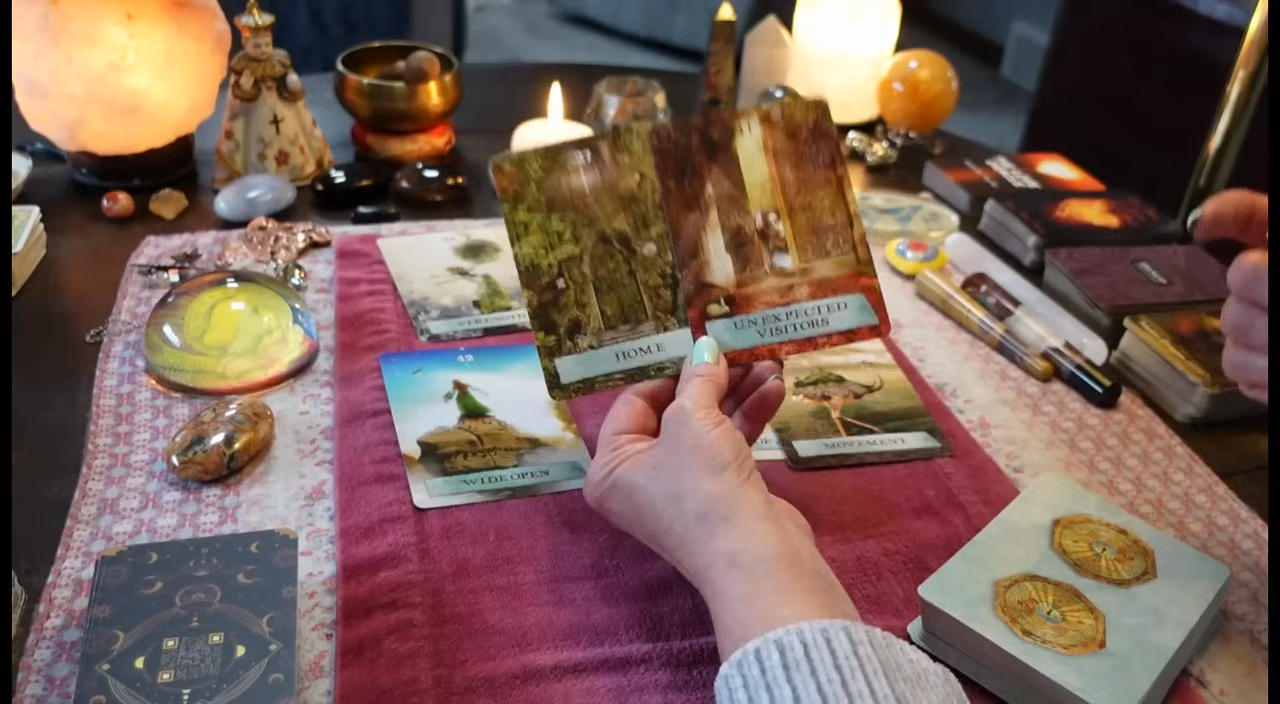 STRENGTH
HOME
UNEXPECTED
VISITORS
42
WIDE OPEN
MOVEMENT